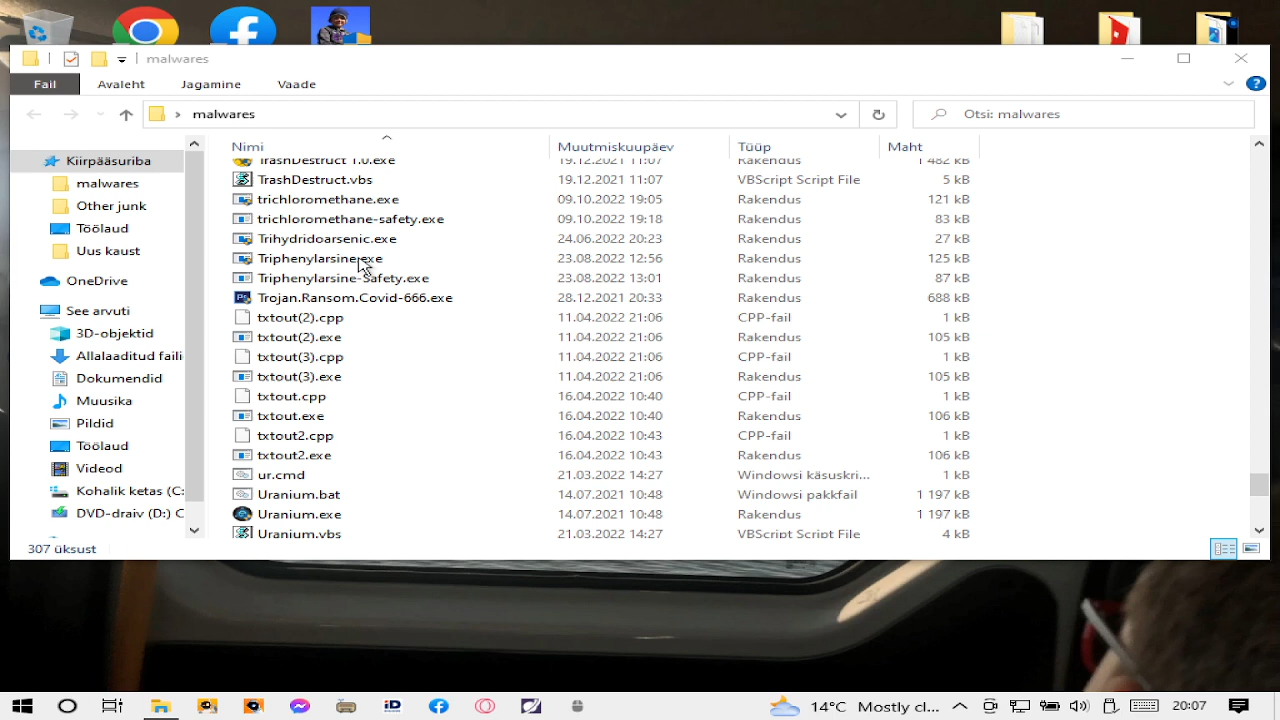 malwares
Fail Avaleht Jagamine Vaade
malwares Otsi: malwares
Nimi Muutmiskuupäev Tüüp Maht
Kiirpääsuriba
malwares
Other junk
Töölaud
Uus kaust
OneDrive
See arvuti
3D-objektid
Allalaaditud faili
Dokumendid
Muusika
Pildid
Töölaud
Videod
Kohalik ketas (C:
DVD-draiv (D:) C
TrashDestruct 1.0.exe 19.12.2021 11:07 Rakendus 1 482 kB
TrashDestruct.vbs 19.12.2021 11:07 VBScript Script File 5 kB
trichloromethane.exe 09.10.2022 19:05 Rakendus 121 kB
trichloromethane-safety.exe 09.10.2022 19:18 Rakendus 83 kB
Trihydridoarsenic.exe 24.06.2022 20:23 Rakendus 27 kB
Triphenylarsine.exe 23.08.2022 12:56 Rakendus 125 kB
Triphenylarsine-Safety.exe 23.08.2022 13:01 Rakendus 87 kB
Trojan.Ransom.Covid-666.exe 28.12.2021 20:33 Rakendus 688 kB
txtout(2).cpp 11.04.2022 21:06 CPP-fail 1 kB
txtout(2).exe 11.04.2022 21:06 Rakendus 105 kB
txtout(3).cpp 11.04.2022 21:06 CPP-fail 1 kB
txtout(3).exe 11.04.2022 21:06 Rakendus 105 kB
txtout.cpp 16.04.2022 10:40 CPP-fail 1 kB
txtout.exe 16.04.2022 10:40 Rakendus 106 kB
txtout2.cpp 16.04.2022 10:43 CPP-fail 1 kB
txtout2.exe 16.04.2022 10:43 Rakendus 106 kB
ur.cmd 21.03.2022 14:27 Windowsi käsuskri... 1 kB
Uranium.bat 14.07.2021 10:48 Windowsi pakkfail 1 197 kB
Uranium.exe 14.07.2021 10:48 Rakendus 1 197 kB
Uranium.vbs 21.03.2022 14:27 VBScript Script File 4 kB
307 üksust
iD 14°C Mostly cl... 20:07